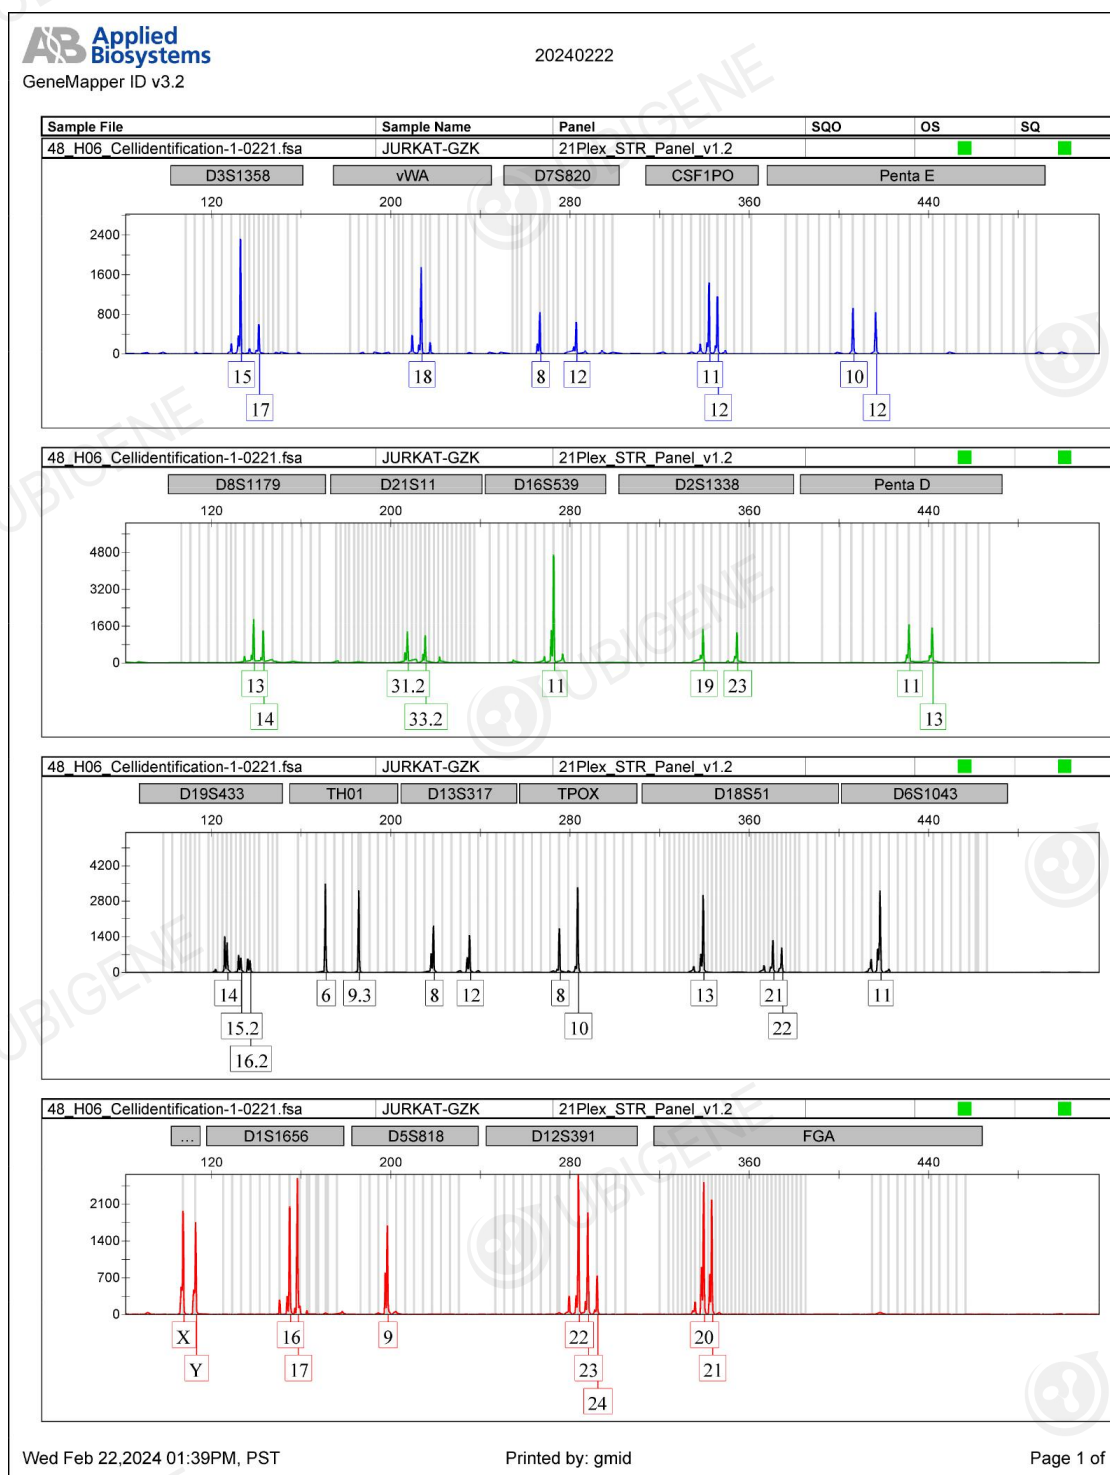 AB Applied Biosystems
20240222
GeneMapper ID v3.2
Sample File Sample Name Panel SQO OS SQ
48_H06_Cellidentification-1-0221.fsa JURKAT-GZK 21Plex_STR_Panel_v1.2
D3S1358 vWA D7S820 CSF1PO Penta E
120 200 280 360 440
2400
1600
800
0
15 18 8 12 11 10
17 12 12
48_H06_Cellidentification-1-0221.fsa JURKAT-GZK 21Plex_STR_Panel_v1.2
D8S1179 D21S11 D16S539 D2S1338 Penta D
120 200 280 360 440
4800
3200
1600
0
13 31.2 11 19 23 11
14 33.2 13
48_H06_Cellidentification-1-0221.fsa JURKAT-GZK 21Plex_STR_Panel_v1.2
D19S433 TH01 D13S317 TPOX D18S51 D6S1043
120 200 280 360 440
4200
2800
1400
0
14 6 9.3 8 12 8 13 21 11
15.2 10 22
16.2
48_H06_Cellidentification-1-0221.fsa JURKAT-GZK 21Plex_STR_Panel_v1.2
... D1S1656 D5S818 D12S391 FGA
120 200 280 360 440
2100
1400
700
0
X 16 9 22 20
Y 17 23 21
24
Wed Feb 22,2024 01:39PM, PST Printed by: gmid Page 1 of
UBIGENE
UBIGENE
UBIGENE
UBIGENE
UBIGENE